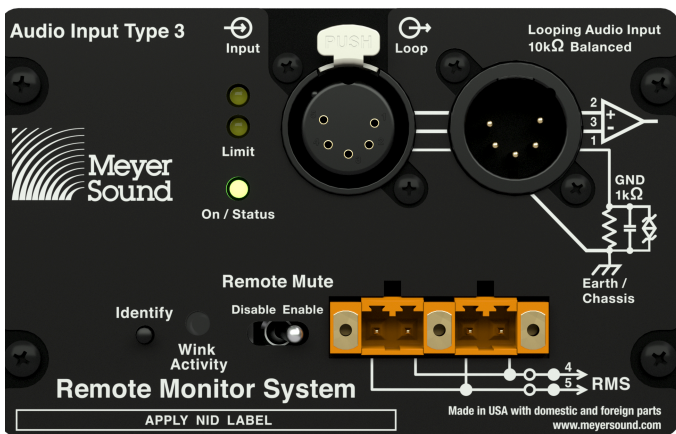 Audio Input Type 3
Input
PUSH
Loop
Looping Audio Input
10kΩ Balanced
Limit
2
+
3
-
1
Meyer
Sound
On / Status
GND
1kΩ
Earth /
Chassis
Remote Mute
Identify
Disable Enable
Wink
Activity
4
5
RMS
Remote Monitor System
APPLY NID LABEL
Made in USA with domestic and foreign parts
www.meyersound.com